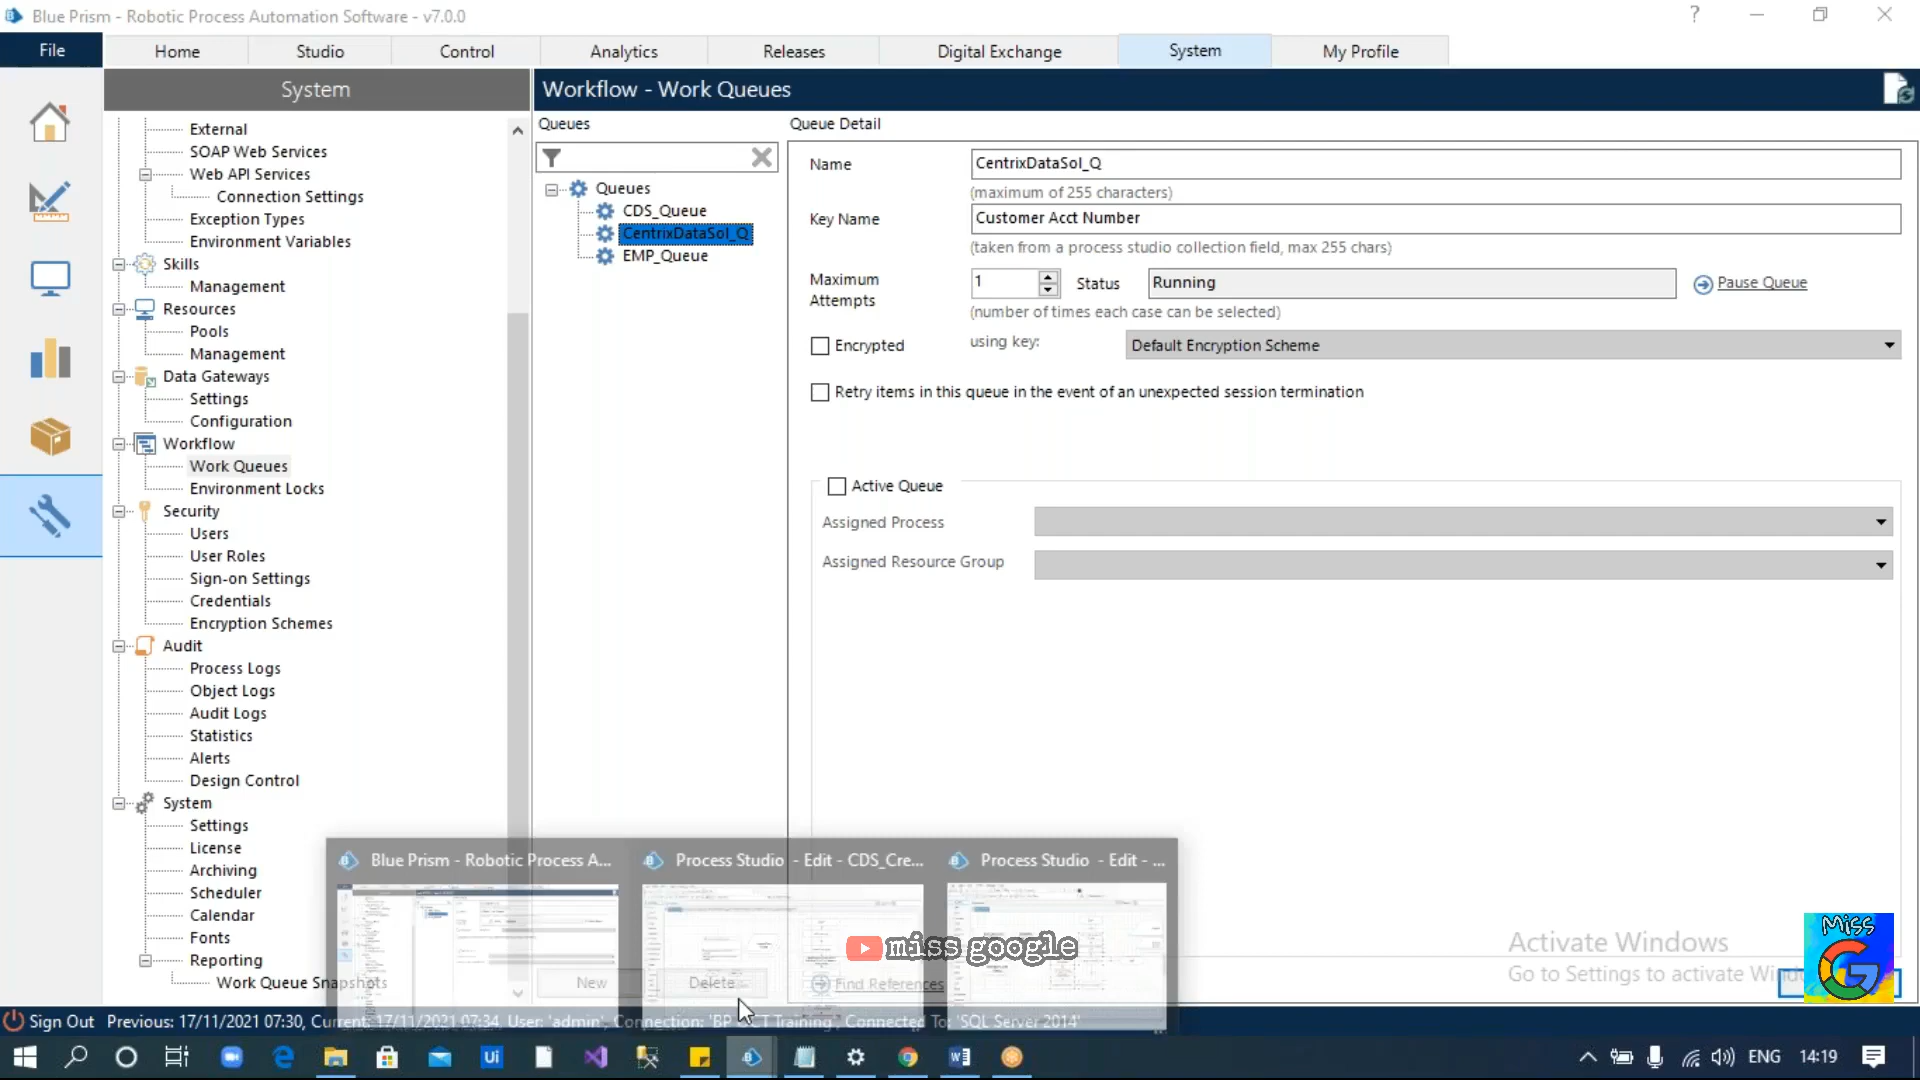 Blue Prism - Robotic Process Automation Software - v7.0.0
?
File
Home
Studio
Control
Analytics
Releases
Digital Exchange
System
My Profile
System
Workflow - Work Queues
External
SOAP Web Services
Web API Services
Connection Settings
Exception Types
Environment Variables
Skills
Management
Resources
Pools
Management
Data Gateways
Settings
Configuration
Workflow
Work Queues
Environment Locks
Security
Users
User Roles
Sign-on Settings
Credentials
Encryption Schemes
Audit
Process Logs
Object Logs
Audit Logs
Statistics
Alerts
Design Control
System
Settings
License
Archiving
Scheduler
Calendar
Fonts
Reporting
Work Queue Snapshots
Queues
Queues
CDS_Queue
CentrixDataSol_Q
EMP_Queue
Queue Detail
Name
CentrixDataSol_Q
(maximum of 255 characters)
Key Name
Customer Acct Number
(taken from a process studio collection field, max 255 chars)
Maximum
Attempts
1
Status
Running
Pause Queue
(number of times each case can be selected)
Encrypted
using key:
Default Encryption Scheme
Retry items in this queue in the event of an unexpected session termination
Active Queue
Assigned Process
Assigned Resource Group
Blue Prism - Robotic Process A...
Process Studio - Edit - CDS_Cre...
Process Studio - Edit - ...
New
Delete
Find References
miss google
Activate Windows
Go to Settings to activate Windo
Miss
G
Sign Out
Previous: 17/11/2021 07:30, Current: 17/11/2021 07:34, User: 'admin', Connection: 'BP
CT Training', Connected To: 'SQL Server 2014'
Ui
ENG
14:19